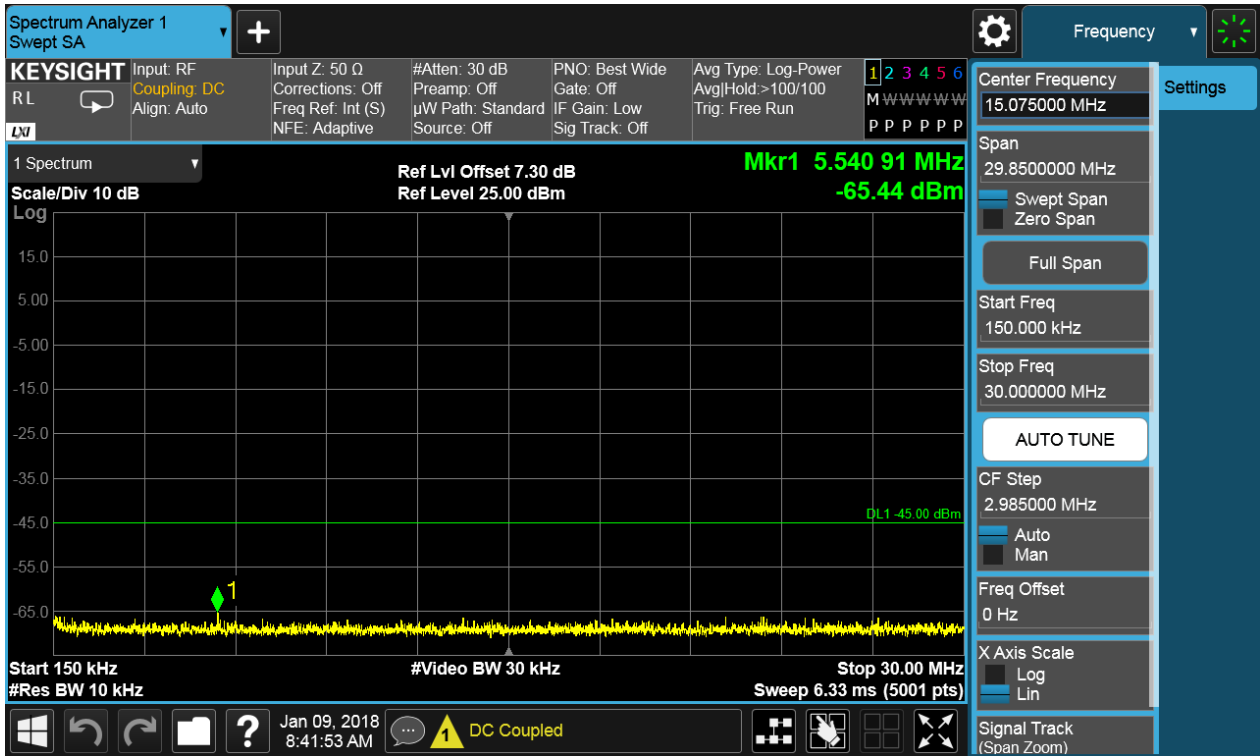 Spectrum Analyzer 1
Swept SA
Frequency
KEYSIGHT
R L
LXI
Input: RF
Coupling: DC
Align: Auto
Input Z: 50 Ω
Corrections: Off
Freq Ref: Int (S)
NFE: Adaptive
#Atten: 30 dB
Preamp: Off
µW Path: Standard
Source: Off
PNO: Best Wide
Gate: Off
IF Gain: Low
Sig Track: Off
Avg Type: Log-Power
Avg|Hold:>100/100
Trig: Free Run
1 2 3 4 5 6
M W W W W W
P P P P P P
1 Spectrum
Scale/Div 10 dB
Log
Ref Lvl Offset 7.30 dB
Ref Level 25.00 dBm
Mkr1 5.540 91 MHz
-65.44 dBm
15.0
5.00
-5.00
-15.0
-25.0
-35.0
-45.0
DL1 -45.00 dBm
-55.0
1
-65.0
Start 150 kHz
#Video BW 30 kHz
Stop 30.00 MHz
#Res BW 10 kHz
Sweep 6.33 ms (5001 pts)
Center Frequency
15.075000 MHz
Settings
Span
29.8500000 MHz
Swept Span
Zero Span
Full Span
Start Freq
150.000 kHz
Stop Freq
30.000000 MHz
AUTO TUNE
CF Step
2.985000 MHz
Auto
Man
Freq Offset
0 Hz
X Axis Scale
Log
Lin
Signal Track
(Span Zoom)
?
Jan 09, 2018
8:41:53 AM
1
DC Coupled